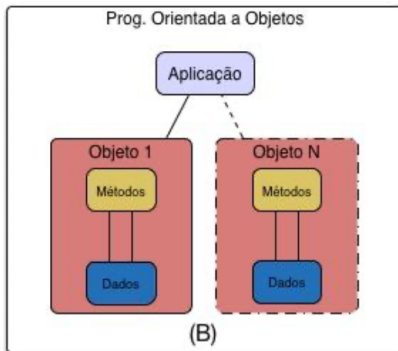 Prog. Orientada a Objetos
Aplicação
Objeto 1
Objeto N
Métodos
Métodos
Dados
Dados
(B)